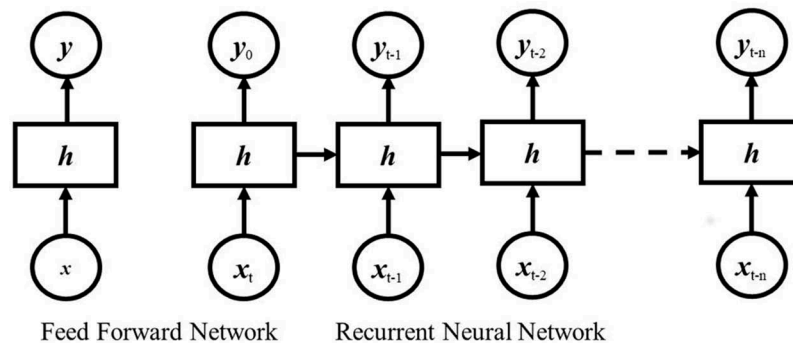 y y₀ yₜ₋₁ yₜ₋₂ yₜ₋ₙ
h h h h h
x xₜ xₜ₋₁ xₜ₋₂ xₜ₋ₙ
Feed Forward Network Recurrent Neural Network